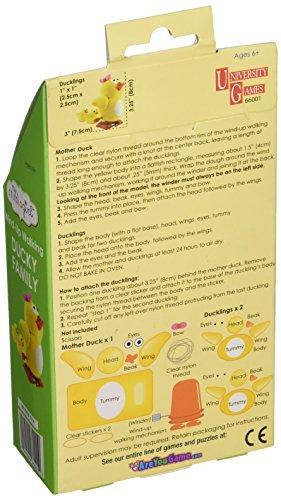 Ducklings
1" x 1"
(2.5cm x
2.5cm)
3.25" (8cm)
3" (7.5cm)
Ages 6+
UNIVERSITY
GAMES
66001
Walking
DUCKY
FAMILY
Mother Duck
1. Loop the clear nylon thread around the bottom rim of the wind-up walking
mechanism and secure with a knot at the center back, leaving a length of
thread long enough to attach the ducklings.
2. Shape the yellow body into a flattish rectangle, measuring about 1.5" (4cm)
by 3.25" (8cm) and about .25" (5mm) thick. Wrap the dough around the wind-
up walking mechanism, making sure the winder is not covered.
Looking at the front of the model, the winder must always be on the left side.
3. Shape the head, beak, eyes, wings, tummy and bow.
4. Press the tummy into place, then attach the head followed by the wings.
5. Add the eyes, beak and bow.
Ducklings
1. Shape the body (with a flat base), head, wings, eyes, tummy
and beak for two ducklings.
2. Place the head onto the body, followed by the wings.
3. Add the eyes and the beak.
4. Allow the mother and ducklings at least 24 hours to air dry.
DO NOT BAKE IN OVEN.
How to attach the ducklings:
1. Position one duckling about 3.25" (8cm) behind the mother duck. Remove
the backing from a clear sticker and attach it to the base of the duckling's body,
securing the clear nylon thread in the center.
2. Repeat "step 1" for the second duckling.
3. Carefully cut off any left-over nylon thread protruding from the last duckling.
Not included
Scissors
Mother Duck x 1
Eyes
Bow
Ducklings x 2
Wing
Head
Beak
Wing
Clear nylon
thread
Eyes
Head
Beak
Wing
Tummy
Wing
Body
Tummy
(Winder)
Wind-up
walking mechanism
Body
Clear stickers x 2
Adult supervision may be required. Retain packaging for instructions.
See our entire line of games and puzzles at:
AreYouGame.com
CE